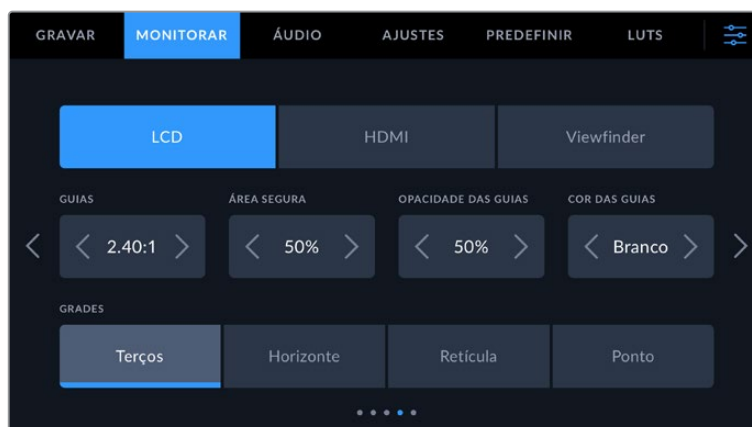 GRAVAR MONITORAR ÁUDIO AJUSTES PREDEFINIR LUTS
LCD HDMI Viewfinder
GUIAS ÁREA SEGURA OPACIDADE DAS GUIAS COR DAS GUIAS
2.40:1 50% 50% Branco
GRADES
Terços Horizonte Retícula Ponto